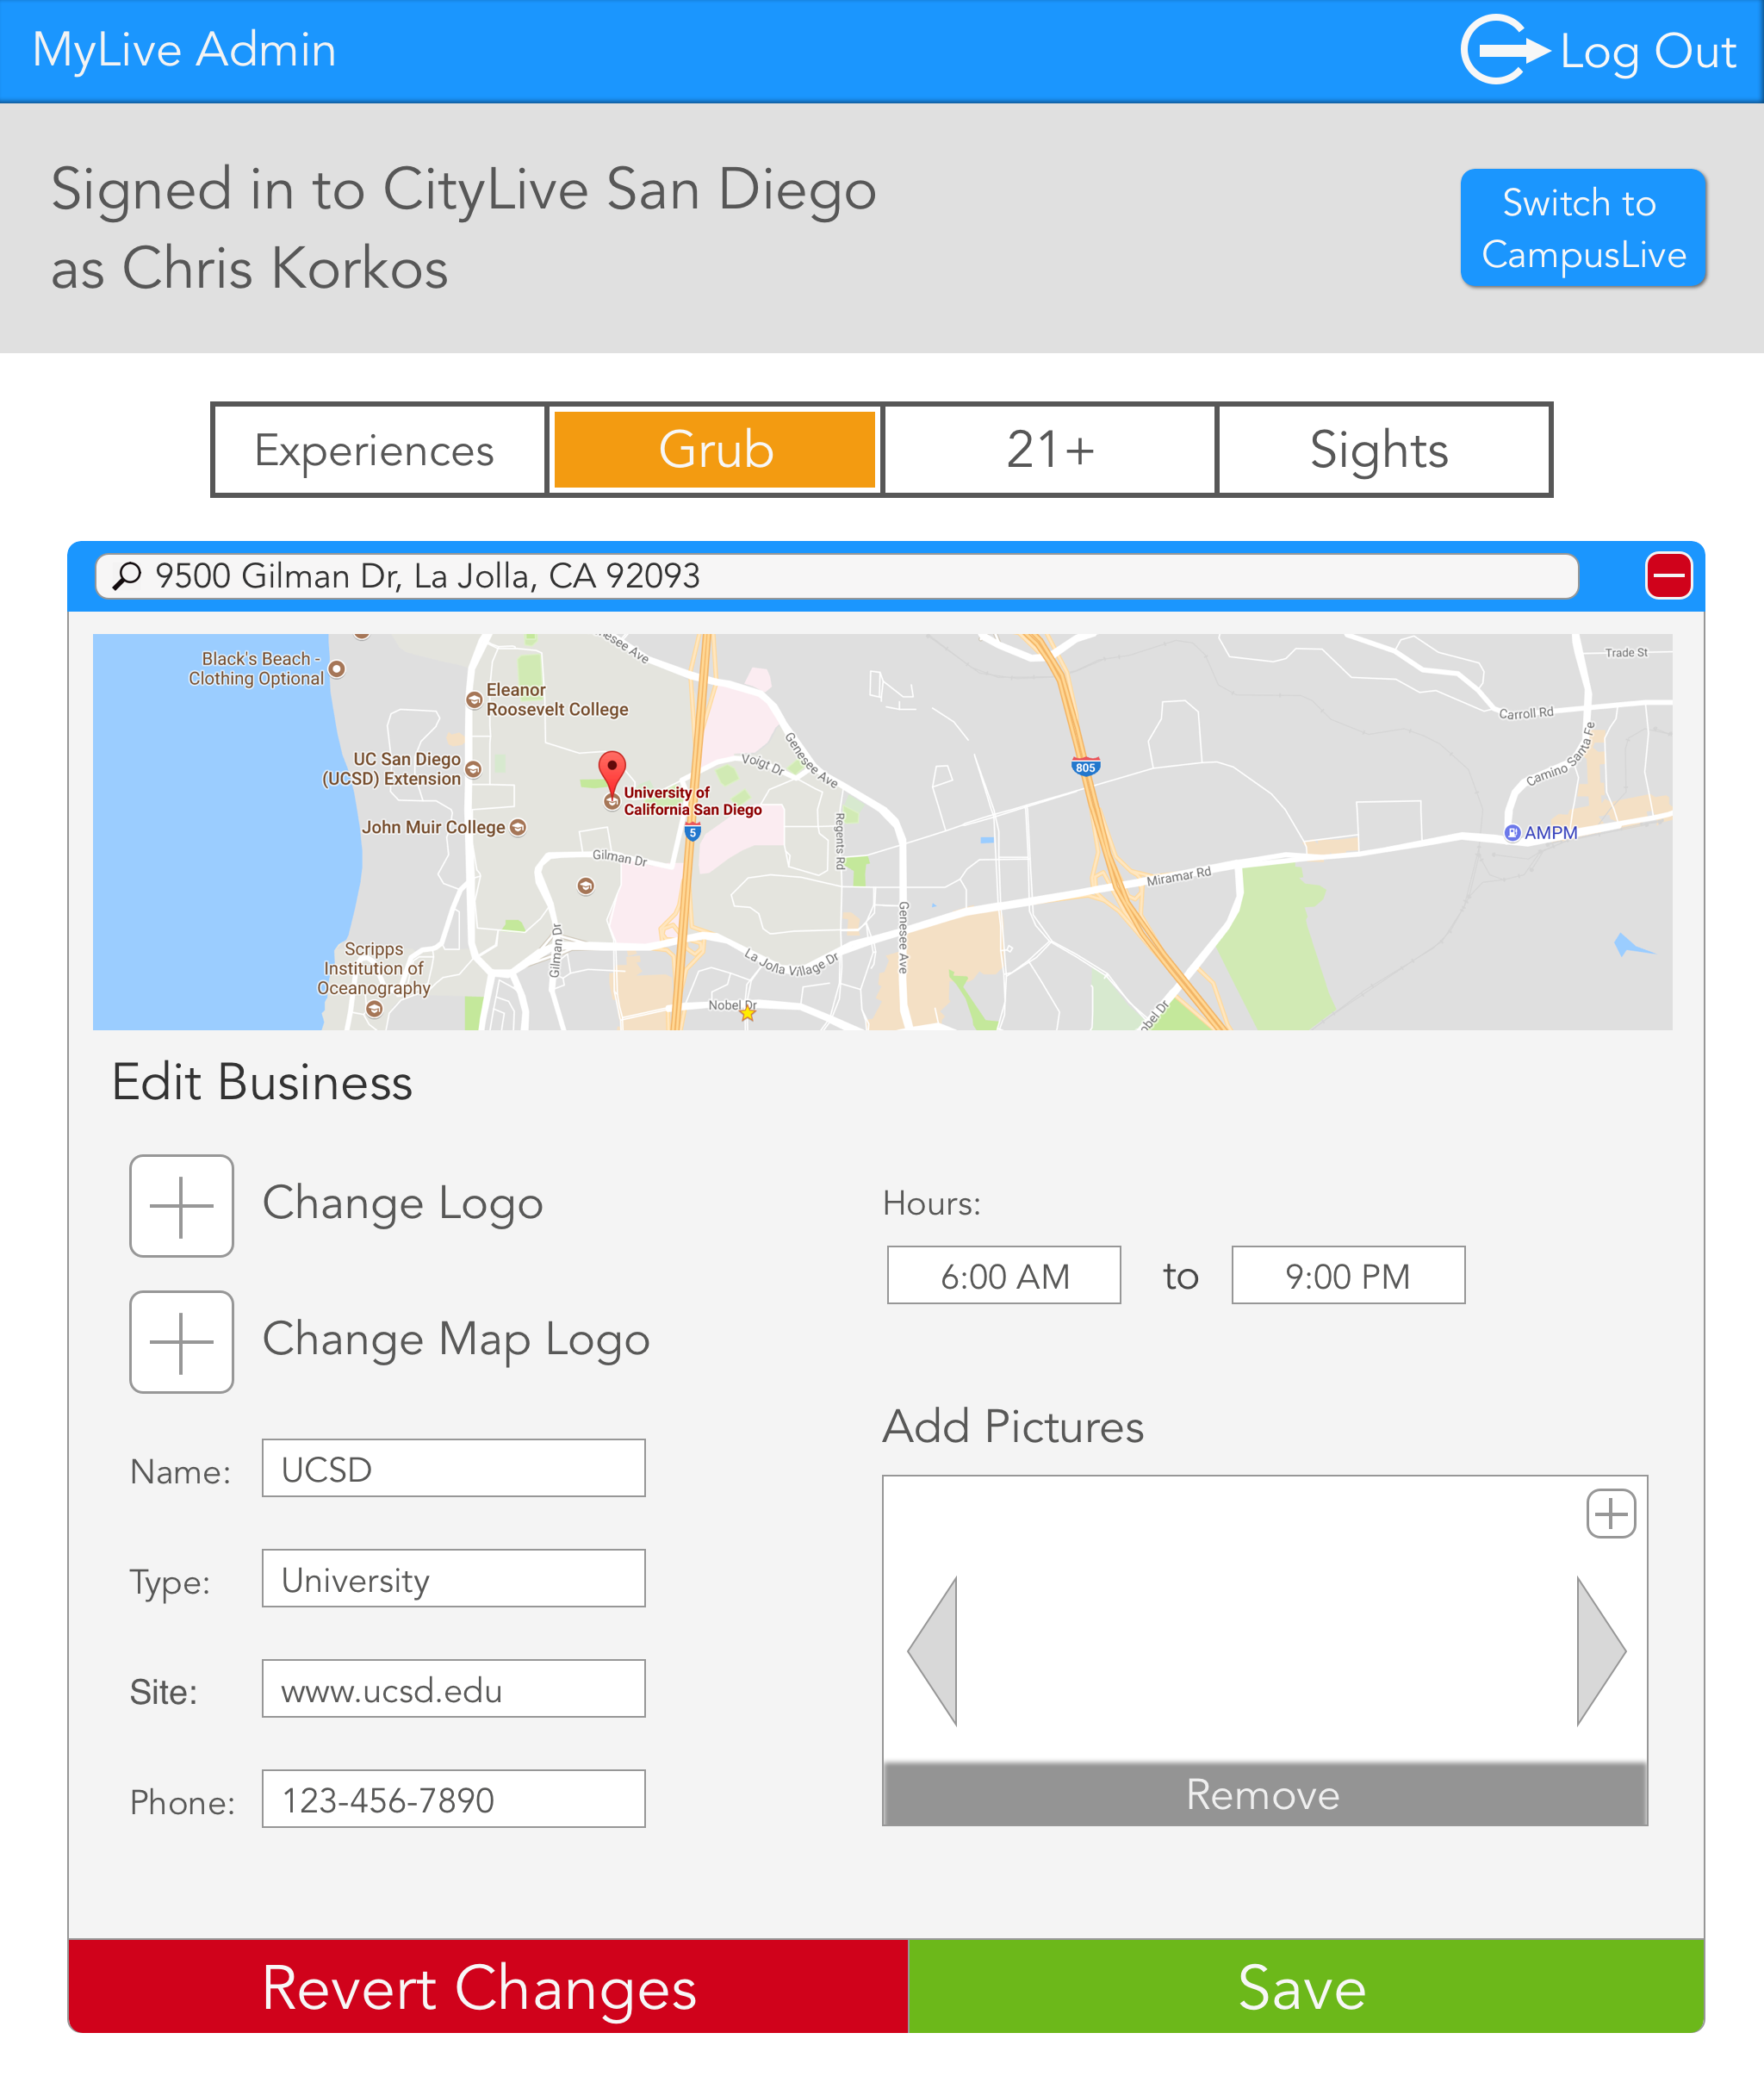 MyLive Admin
Log Out
Signed in to CityLive San Diego
as Chris Korkos
Switch to
CampusLive
Experiences
Grub
21+
Sights
9500 Gilman Dr, La Jolla, CA 92093
Black's Beach -
Clothing Optional
Eleanor
Roosevelt College
UC San Diego
(UCSD) Extension
John Muir College
University of
California San Diego
Scripps
Institution of
Oceanography
Genesee Ave
Voigt Dr
Regents Rd
Gilman Dr
Gilman Dr
5
Genesee Ave
La Jolla Village Dr
Nobel Dr
805
Miramar Rd
Trade St
Carroll Rd
Camino Santa Fe
AMPM
Edit Business
Change Logo
Change Map Logo
Name:
UCSD
Type:
University
Site:
www.ucsd.edu
Phone:
123-456-7890
Hours:
6:00 AM
to
9:00 PM
Add Pictures
Remove
Revert Changes
Save